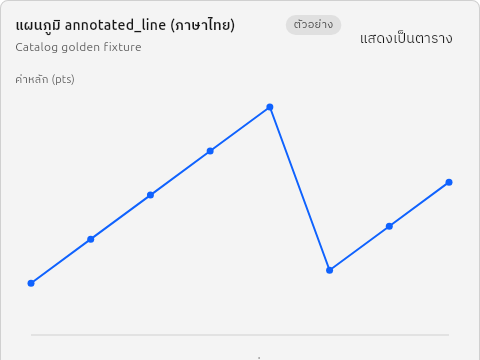 แผนภูมิ annotated_line (ภาษาไทย)
ตัวอย่าง
แสดงเป็นตาราง
Catalog golden fixture
ค่าหลัก (pts)